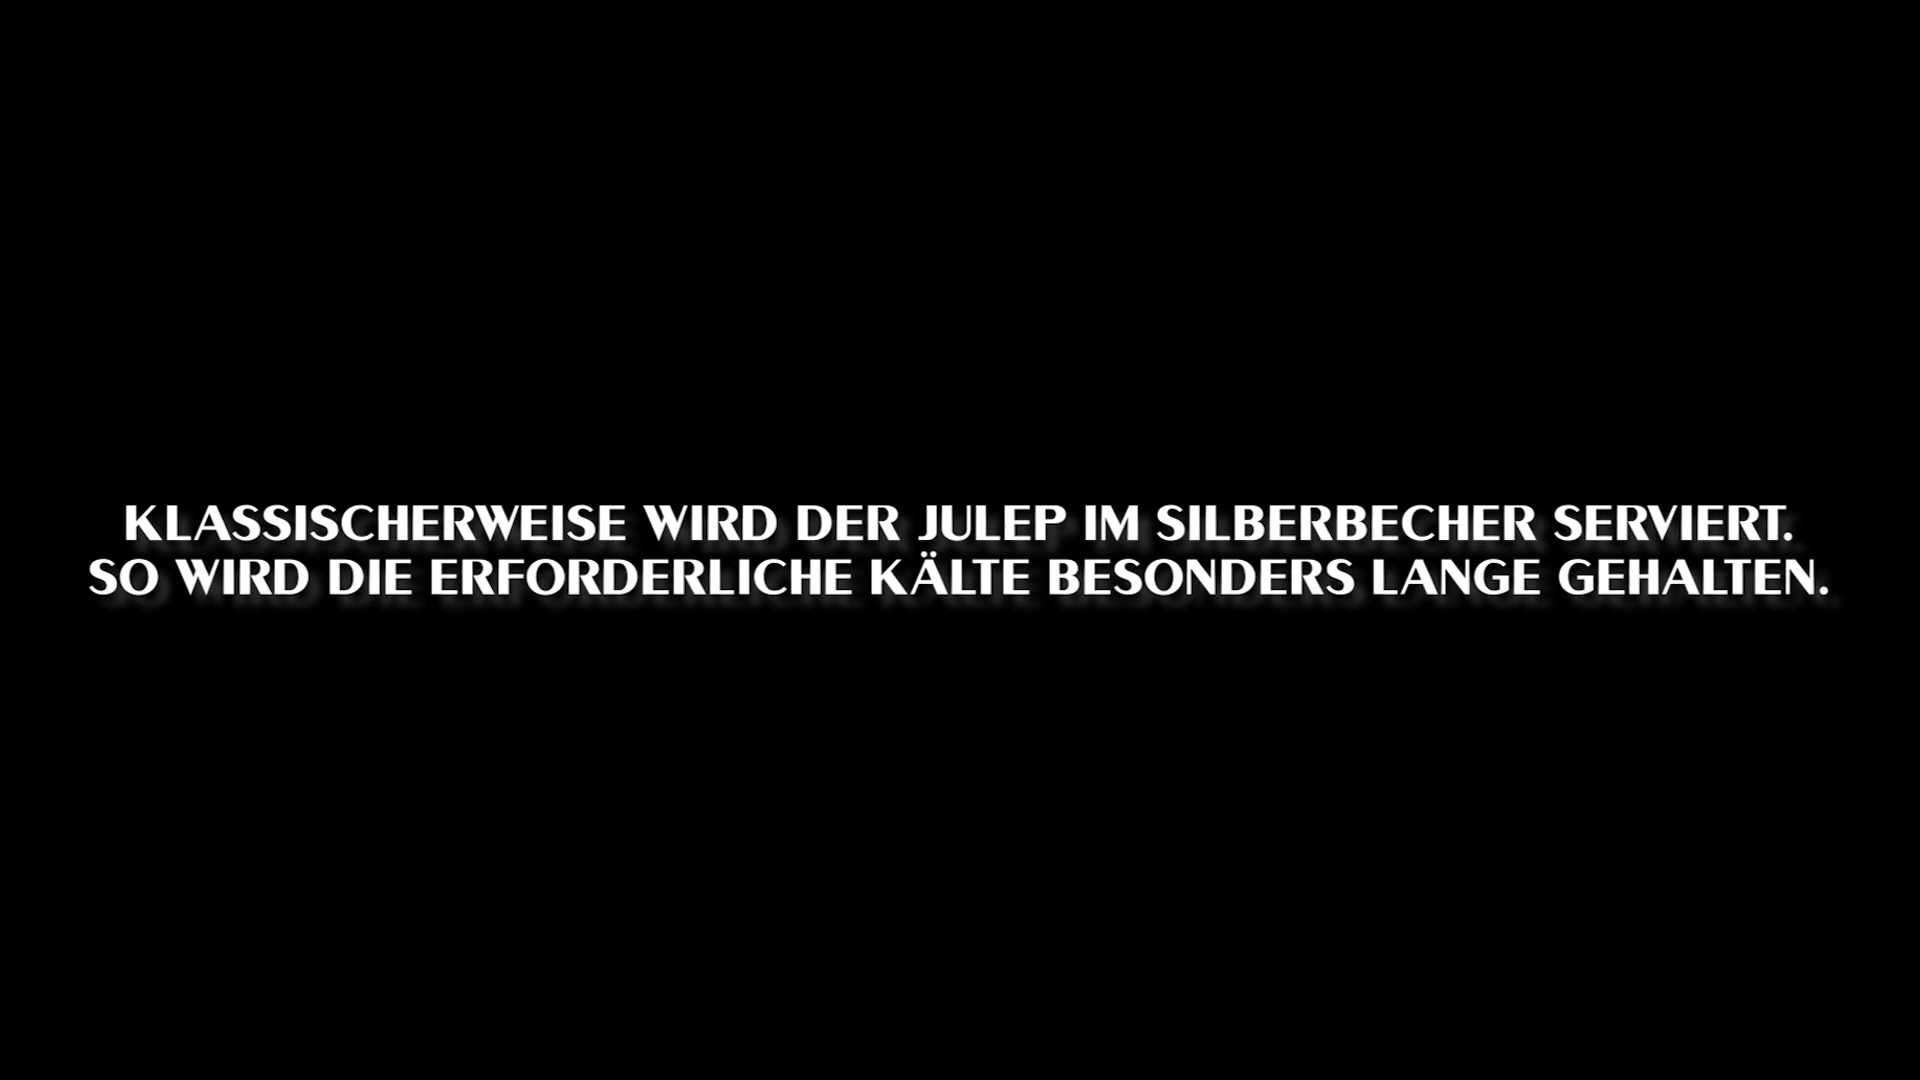 KLASSISCHERWEISE WIRD DER JULEP IM SILBERBECHER SERVIERT.
SO WIRD DIE ERFORDERLICHE KÄLTE BESONDERS LANGE GEHALTEN.